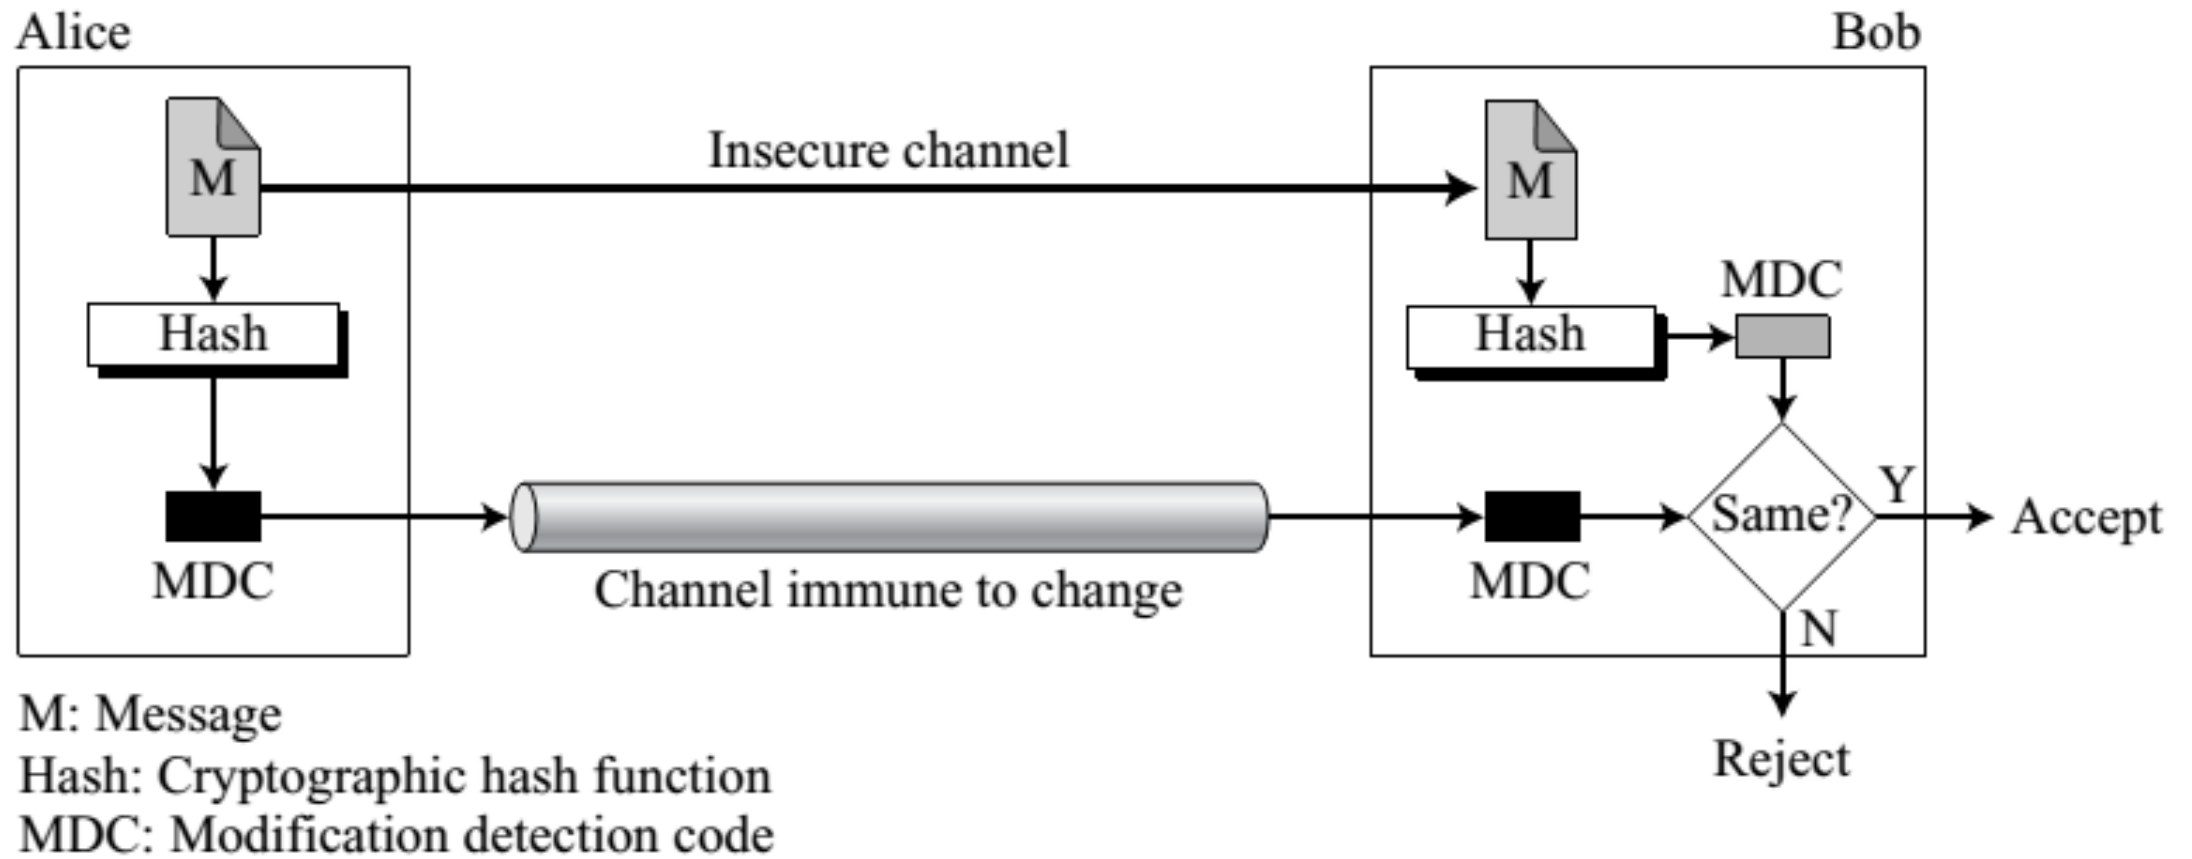 Alice
Bob
M
Insecure channel
M
MDC
Hash
Hash
Y
Same?
Accept
MDC
Channel immune to change
MDC
N
Reject
M: Message
Hash: Cryptographic hash function
MDC: Modification detection code